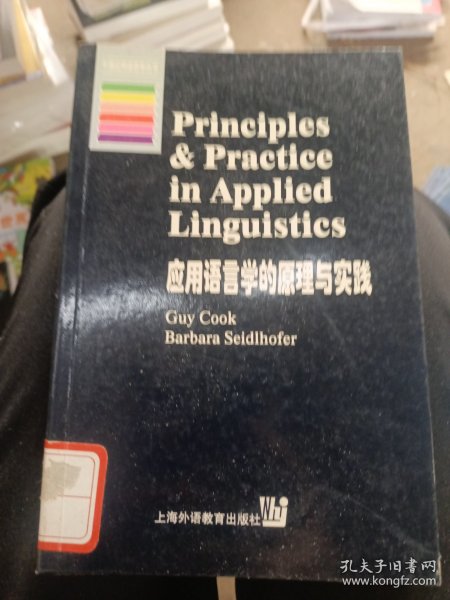 Principles
& Practice
in Applied
Linguistics
应用语言学的原理与实践
Guy Cook
Barbara Seidlhofer
上海外语教育出版社
孔夫子旧书网
www.kongfz.com